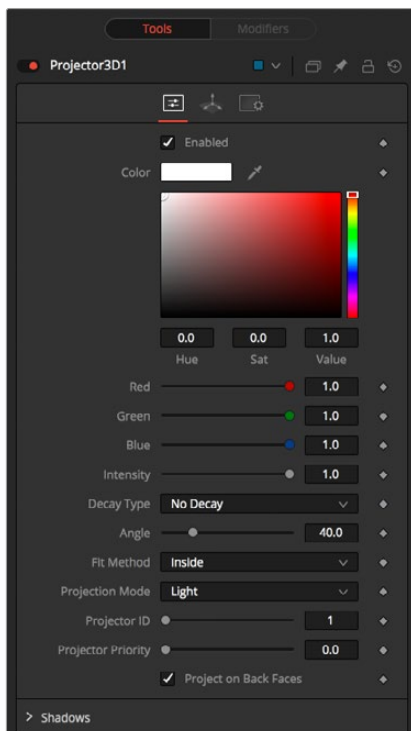 Tools Modifiers
Projector3D1
Enabled
Color
0.0 0.0 1.0
Hue Sat Value
Red 1.0
Green 1.0
Blue 1.0
Intensity 1.0
Decay Type No Decay
Angle 40.0
Fit Method Inside
Projection Mode Light
Projector ID 1
Projector Priority 0.0
Project on Back Faces
> Shadows